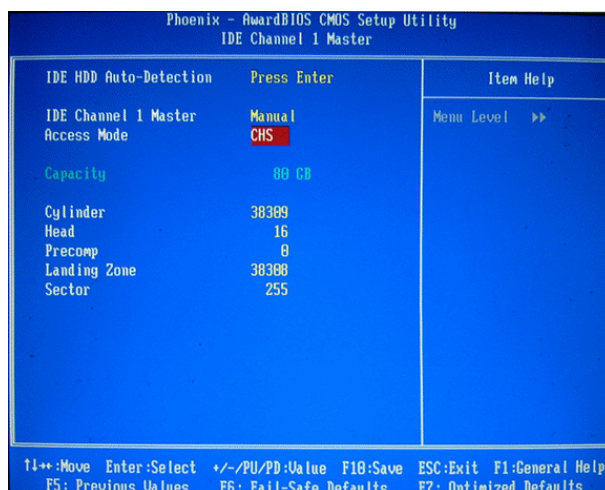 Phoenix - AwardBIOS CMOS Setup Utility
IDE Channel 1 Master
IDE HDD Auto-Detection Press Enter
Item Help
IDE Channel 1 Master Manual
Menu Level ▶▶
Access Mode CHS
Capacity 80 GB
Cylinder 38309
Head 16
Precomp 0
Landing Zone 38308
Sector 255
↑↓→←:Move Enter:Select +/-/PU/PD:Value F10:Save ESC:Exit F1:General Help
F5: Previous Values F6: Fail-Safe Defaults F7: Optimized Defaults